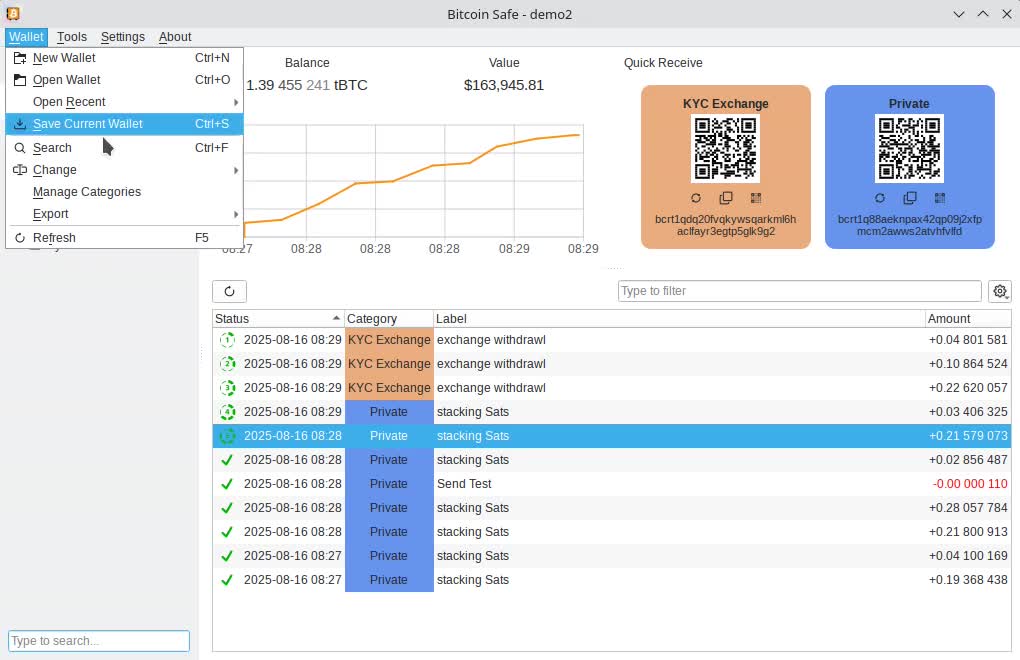 Bitcoin Safe - demo2
Wallet Tools Settings About
New Wallet Ctrl+N
Open Wallet Ctrl+O
Open Recent
Save Current Wallet Ctrl+S
Search Ctrl+F
Change
Manage Categories
Export
Refresh F5
Balance
1.39 455 241 tBTC
Value
$163,945.81
08:27 08:28 08:28 08:28 08:29 08:29
Quick Receive
KYC Exchange
bcrt1qdq20fvqkywsqarkml6h
aclfayr3egtp5glk9g2
Private
bcrt1q88aeknpax42qp09j2xfp
mcm2awws2atvhfvlfd
Type to filter
Status Category Label Amount
1 2025-08-16 08:29 KYC Exchange exchange withdrawl +0.04 801 581
2 2025-08-16 08:29 KYC Exchange exchange withdrawl +0.10 864 524
3 2025-08-16 08:29 KYC Exchange exchange withdrawl +0.22 620 057
4 2025-08-16 08:29 Private stacking Sats +0.03 406 325
2025-08-16 08:28 Private stacking Sats +0.21 579 073
2025-08-16 08:28 Private stacking Sats +0.02 856 487
2025-08-16 08:28 Private Send Test -0.00 000 110
2025-08-16 08:28 Private stacking Sats +0.28 057 784
2025-08-16 08:28 Private stacking Sats +0.21 800 913
2025-08-16 08:27 Private stacking Sats +0.04 100 169
2025-08-16 08:27 Private stacking Sats +0.19 368 438
Type to search...